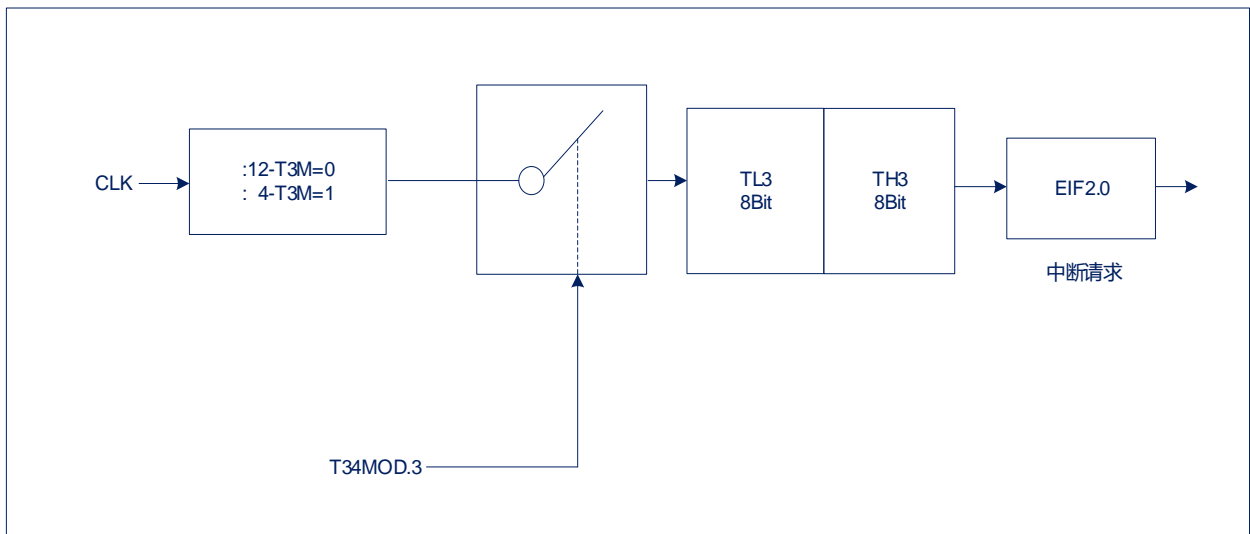 CLK
:12-T3M=0
: 4-T3M=1
TL3
8Bit
TH3
8Bit
EIF2.0
中断请求
T34MOD.3